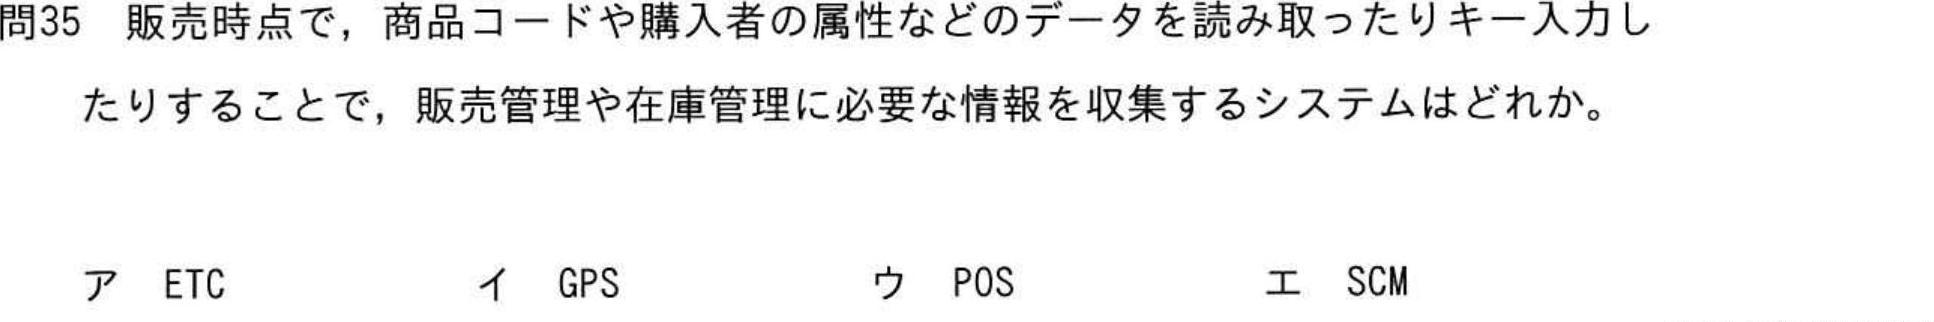 問35　販売時点で，商品コードや購入者の属性などのデータを読み取ったりキー入力し
たりすることで，販売管理や在庫管理に必要な情報を収集するシステムはどれか。
ア　ETC　イ　GPS　ウ　POS　エ　SCM